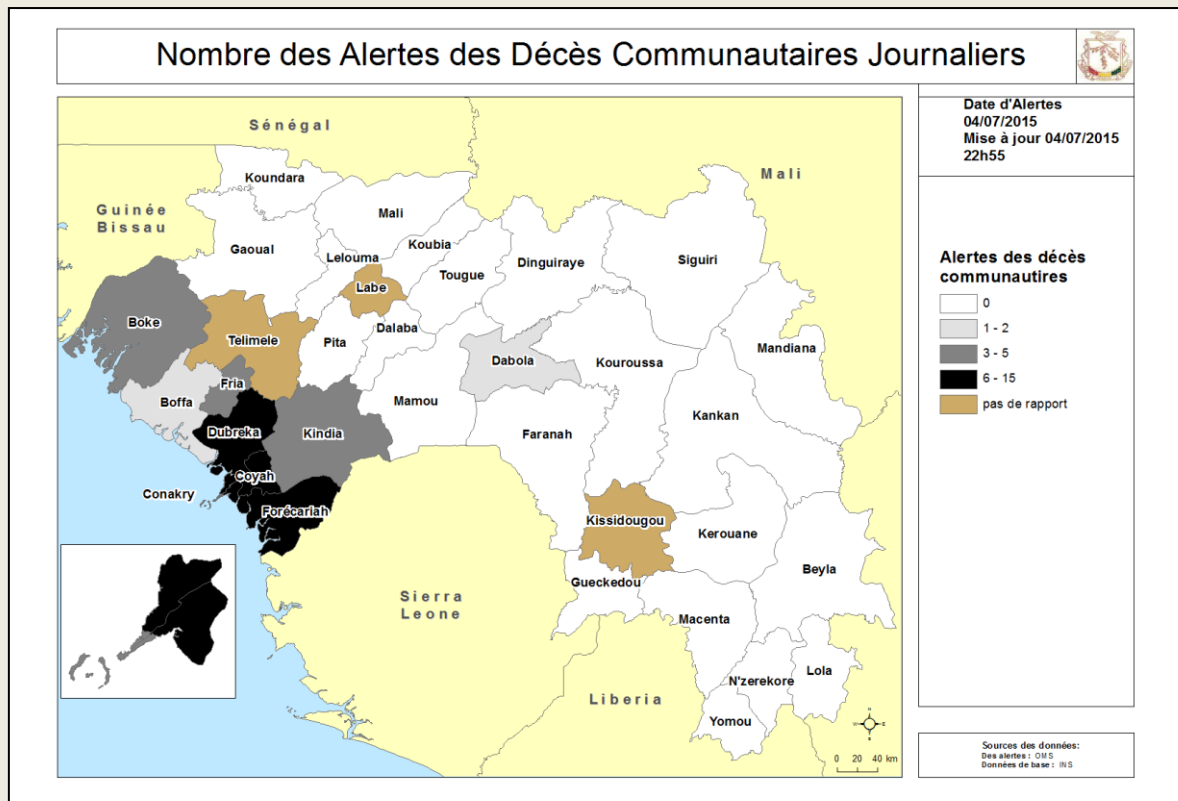 Nombre des Alertes des Décès Communautaires Journaliers
Date d'Alertes
04/07/2015
Mise à jour 04/07/2015
22h55
Alertes des décès
communautires
0
1 - 2
3 - 5
6 - 15
pas de rapport
Sénégal
Mali
Guinée
Bissau
Koundara
Mali
Gaoual
Koubia
Lelouma
Tougue
Dinguiraye
Siguiri
Labe
Boke
Telimele
Pita
Dalaba
Dabola
Kouroussa
Mandiana
Fria
Boffa
Mamou
Kankan
Dubreka
Kindia
Faranah
Coyah
Conakry
Forécariah
Kissidougou
Kerouane
Beyla
Gueckedou
Sierra
Leone
Macenta
Lola
N'zerekore
Liberia
Yomou
N
W
E
S
0 20 40 km
Sources des données:
Des alertes : OMS
Données de base : INS